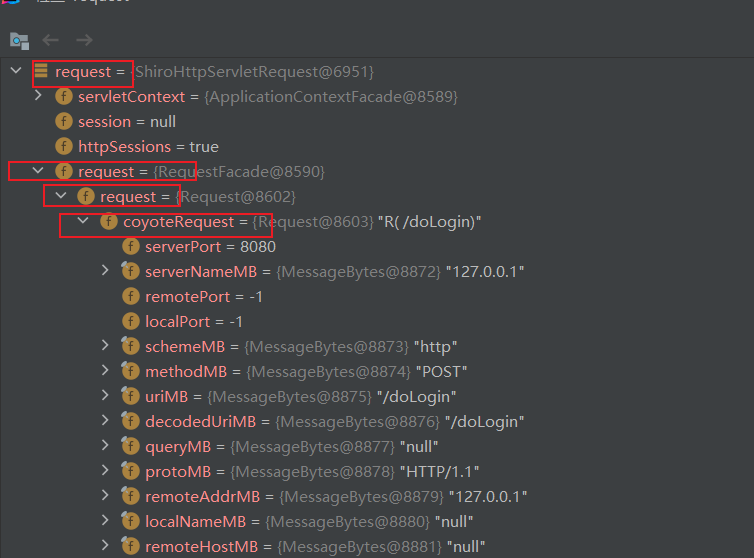 request = {ShiroHttpServletRequest@6951}
servletContext = {ApplicationContextFacade@8589}
session = null
httpSessions = true
request = {RequestFacade@8590}
request = {Request@8602}
coyoteRequest = {Request@8603} "R( /doLogin)"
serverPort = 8080
serverNameMB = {MessageBytes@8872} "127.0.0.1"
remotePort = -1
localPort = -1
schemeMB = {MessageBytes@8873} "http"
methodMB = {MessageBytes@8874} "POST"
uriMB = {MessageBytes@8875} "/doLogin"
decodedUriMB = {MessageBytes@8876} "/doLogin"
queryMB = {MessageBytes@8877} "null"
protoMB = {MessageBytes@8878} "HTTP/1.1"
remoteAddrMB = {MessageBytes@8879} "127.0.0.1"
localNameMB = {MessageBytes@8880} "null"
remoteHostMB = {MessageBytes@8881} "null"